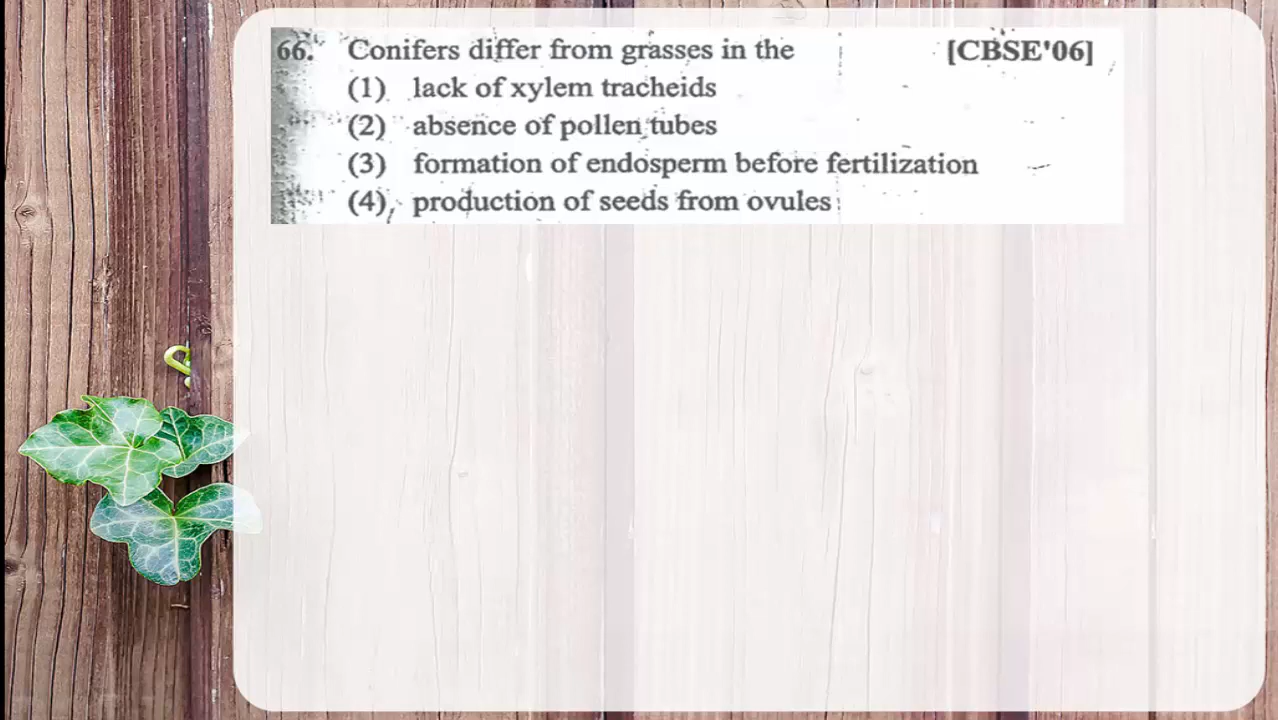 66. Conifers differ from grasses in the [CBSE'06]
(1) lack of xylem tracheids
(2) absence of pollen tubes
(3) formation of endosperm before fertilization
(4) production of seeds from ovules